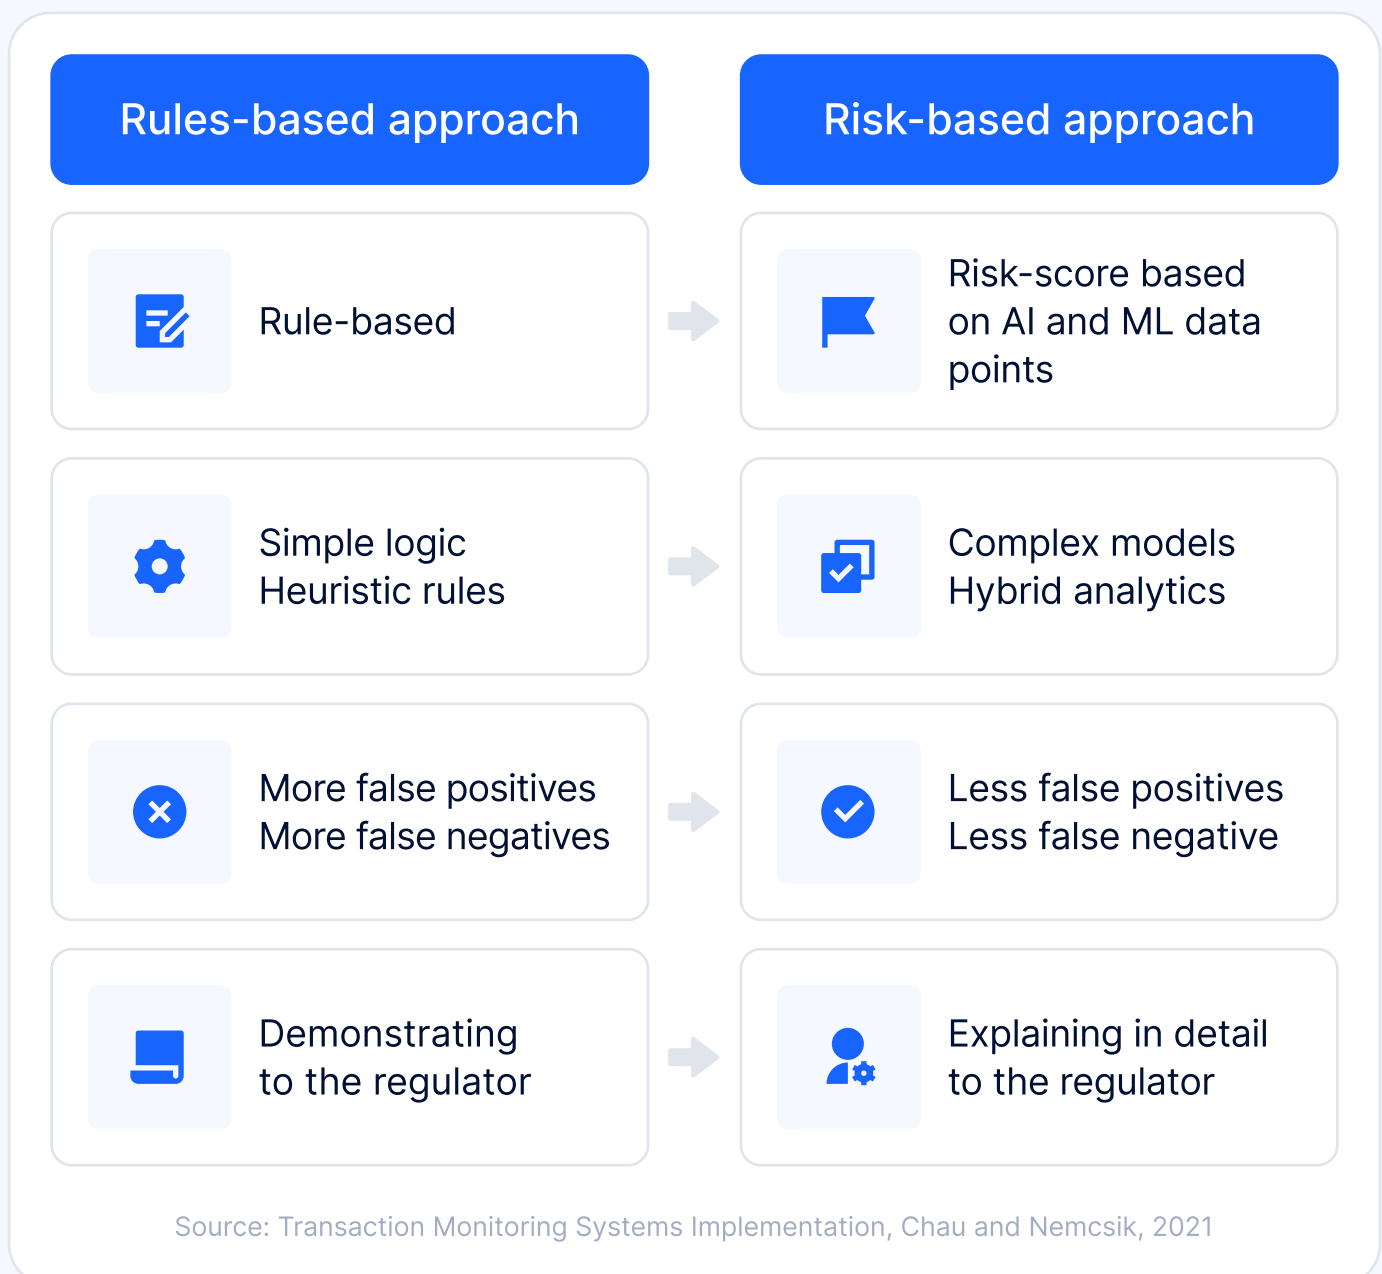 Rules-based approach
Risk-based approach
Rule-based
Risk-score based
on AI and ML data
points
Simple logic
Heuristic rules
Complex models
Hybrid analytics
More false positives
More false negatives
Less false positives
Less false negative
Demonstrating
to the regulator
Explaining in detail
to the regulator
Source: Transaction Monitoring Systems Implementation, Chau and Nemcsik, 2021